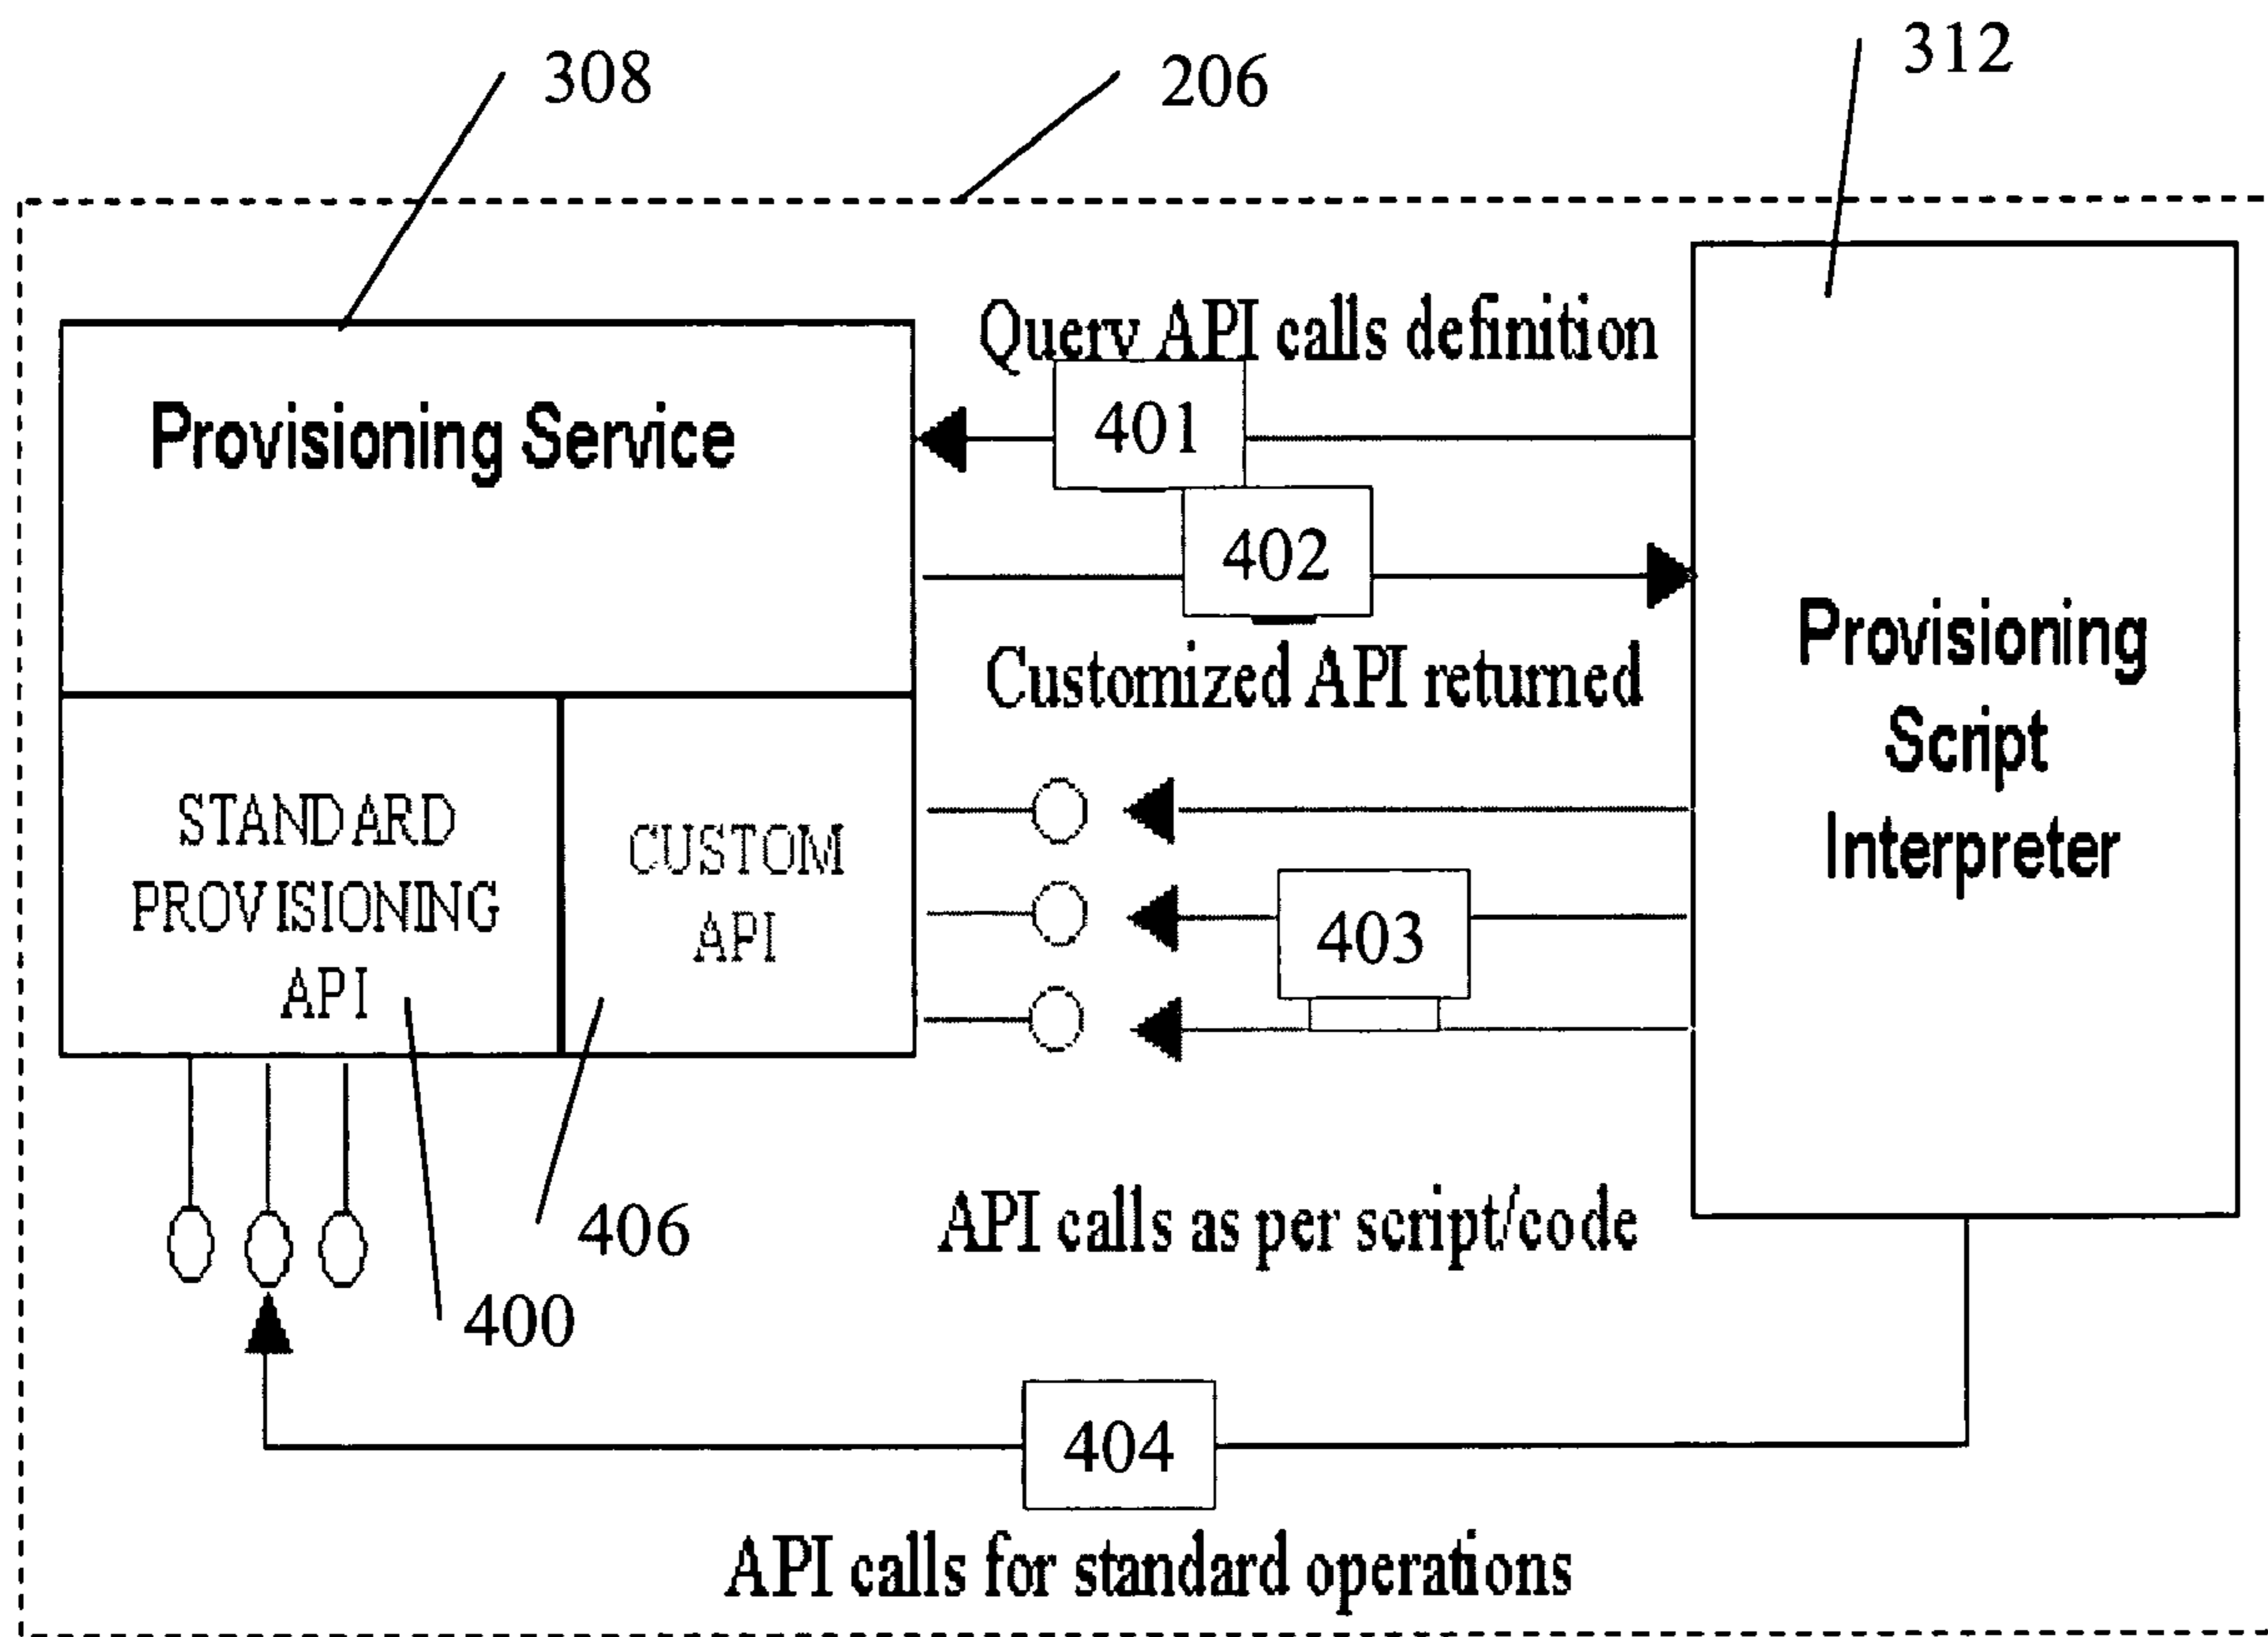 308
206
312
Query API calls definition
401
Provisioning Service
402
Customized API returned
Provisioning
Script
Interpreter
STANDARD
PROVISIONING
API
CUSTOM
API
403
API calls as per script/code
406
400
404
API calls for standard operations